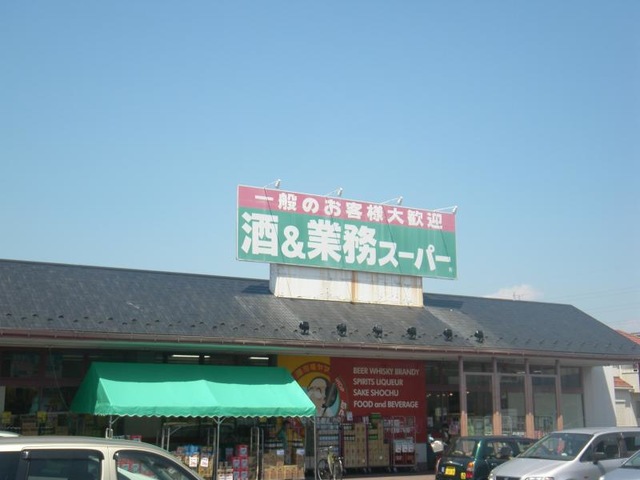 一般のお客様大歓迎
酒&業務スーパー
BEER WHISKY BRANDY
SPIRITS LIQUEUR
SAKE SHOCHU
FOOD and BEVERAGE